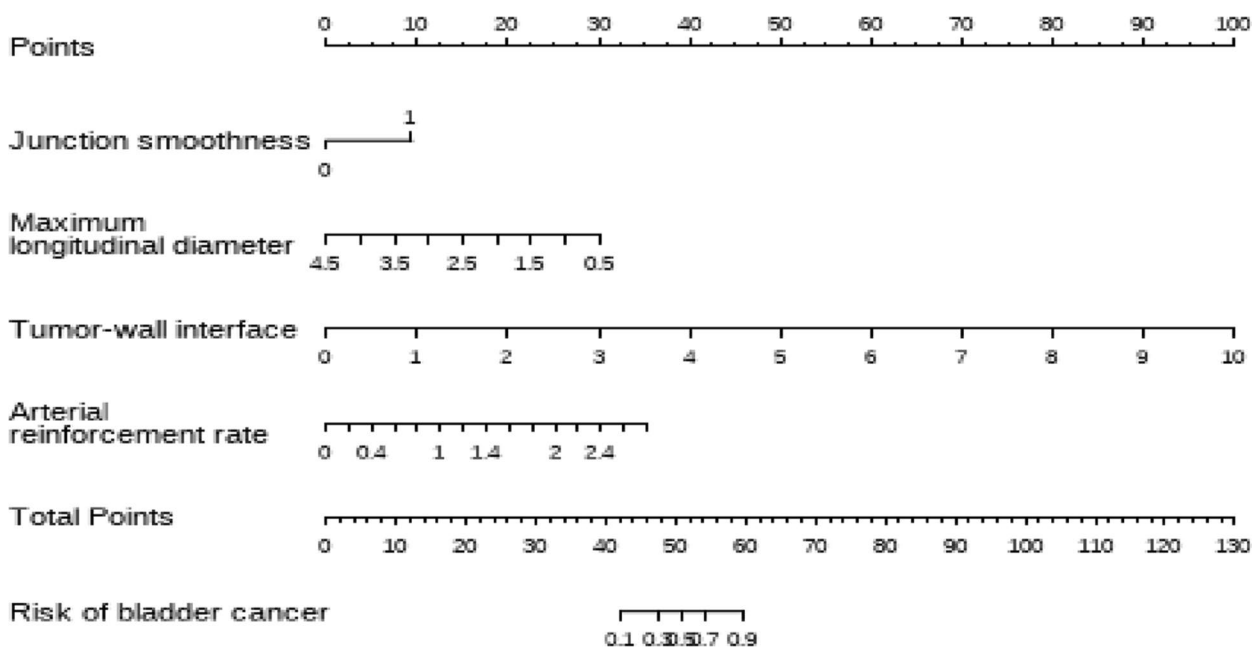 0 10 20 30 40 50 60 70 80 90 100
Points
1
Junction smoothness
0
Maximum
longitudinal diameter
4.5 3.5 2.5 1.5 0.5
Tumor-wall interface
0 1 2 3 4 5 6 7 8 9 10
Arterial
reinforcement rate
0 0.4 1 1.4 2 2.4
Total Points
0 10 20 30 40 50 60 70 80 90 100 110 120 130
Risk of bladder cancer
0.1 0.3 0.5 0.7 0.9